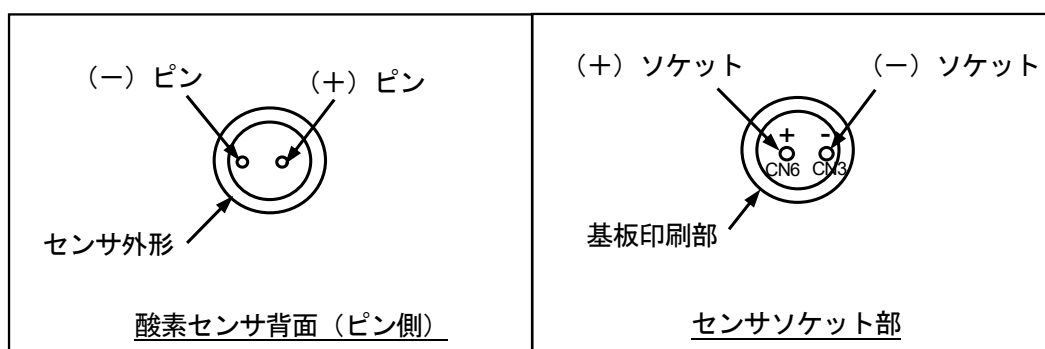 （－）ピン
（＋）ピン
センサ外形
酸素センサ背面（ピン側）
（＋）ソケット
（－）ソケット
+ -
CN6 CN3
基板印刷部
センサソケット部